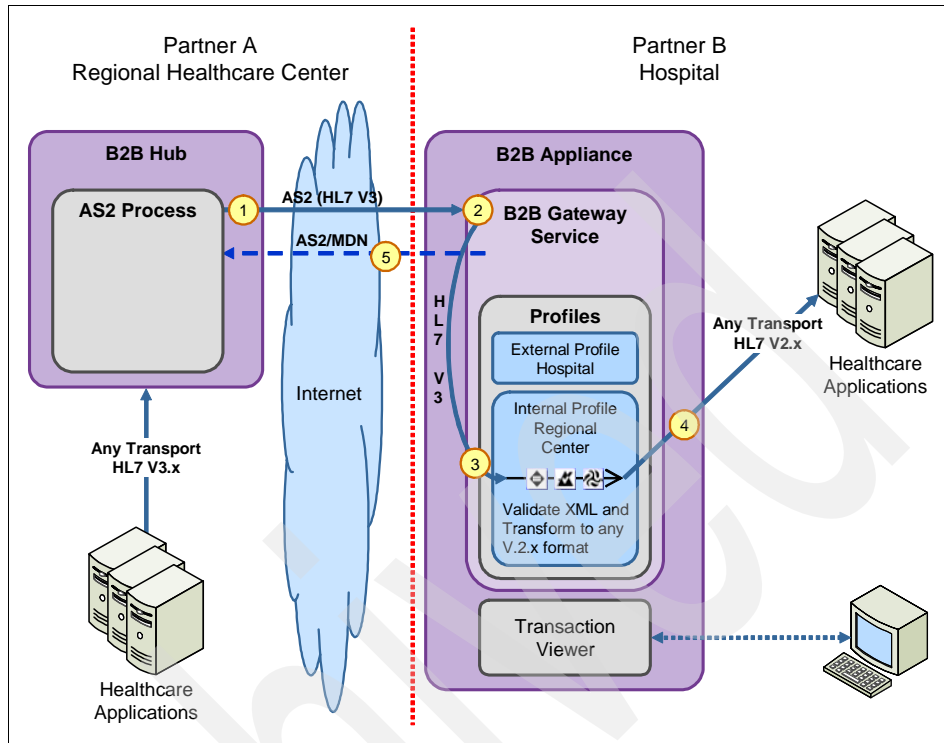 Partner A
Regional Healthcare Center
Partner B
Hospital
B2B Hub
AS2 Process
1
AS2 (HL7 V3)
AS2/MDN
5
Internet
Any Transport
HL7 V3.x
Healthcare
Applications
B2B Appliance
2
B2B Gateway
Service
H
L
7
V
3
Profiles
External Profile
Hospital
Internal Profile
Regional
Center
3
Validate XML and
Transform to any
V.2.x format
4
Any Transport
HL7 V2.x
Healthcare
Applications
Transaction
Viewer